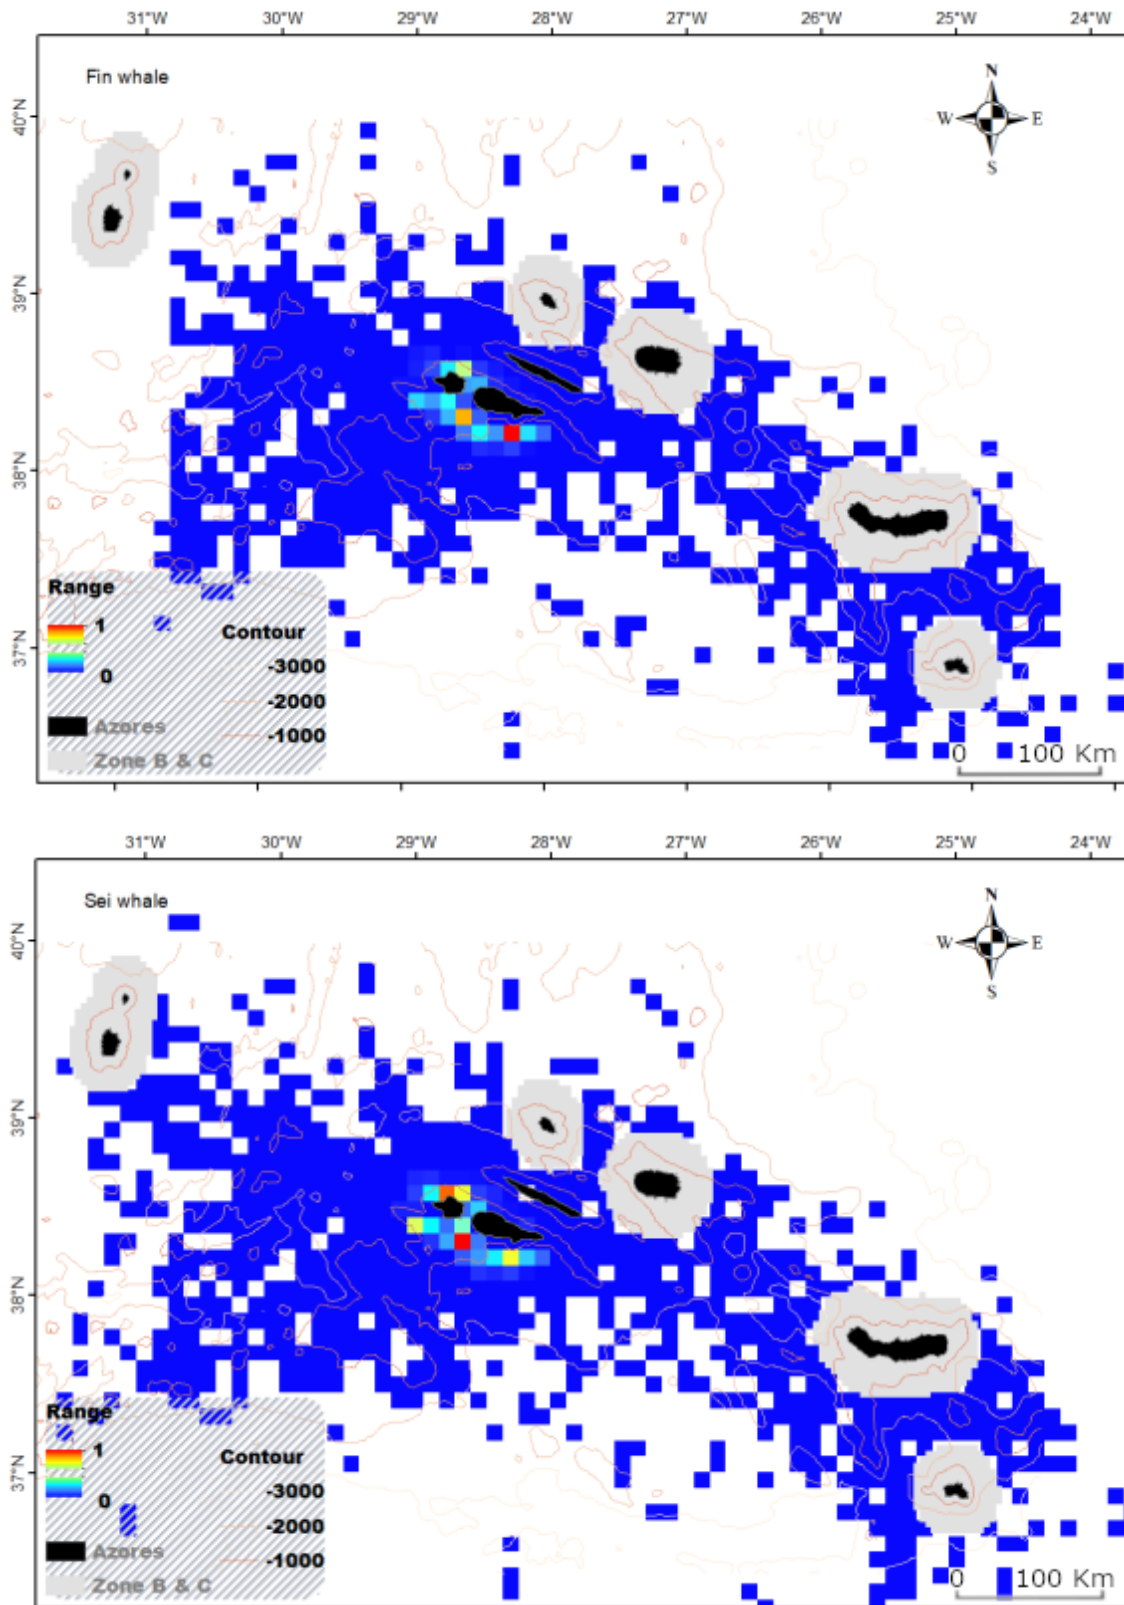 31°W 30°W 29°W 28°W 27°W 26°W 25°W 24°W
Fin whale
N
W E
S
40°N
39°N
38°N
37°N
Range
1
0
Contour
-3000
-2000
-1000
Azores
Zone B & C
0 100 Km
31°W 30°W 29°W 28°W 27°W 26°W 25°W 24°W
Sei whale
N
W E
S
40°N
39°N
38°N
37°N
Range
1
0
Contour
-3000
-2000
-1000
Azores
Zone B & C
0 100 Km